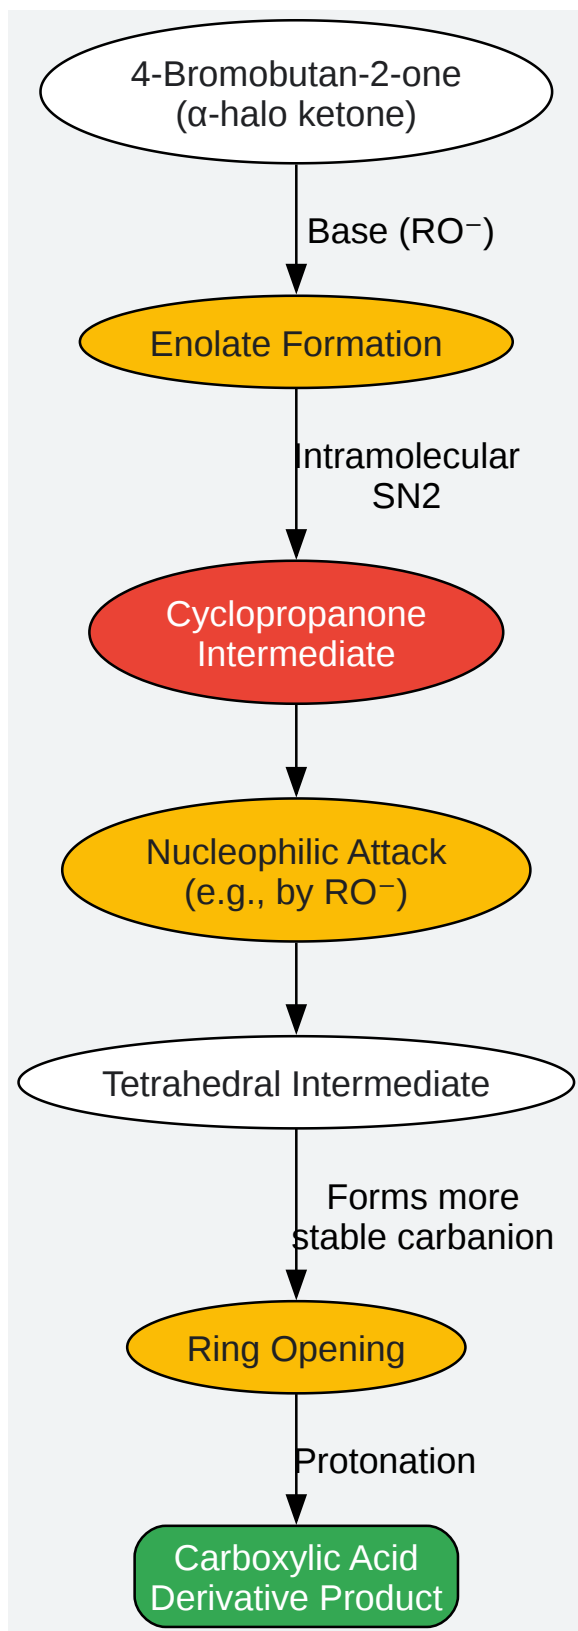 4-Bromobutan-2-one
(α-halo ketone)
Base (RO⁻)
Enolate Formation
Intramolecular
SN2
Cyclopropanone
Intermediate
Nucleophilic Attack
(e.g., by RO⁻)
Tetrahedral Intermediate
Forms more
stable carbanion
Ring Opening
Protonation
Carboxylic Acid
Derivative Product